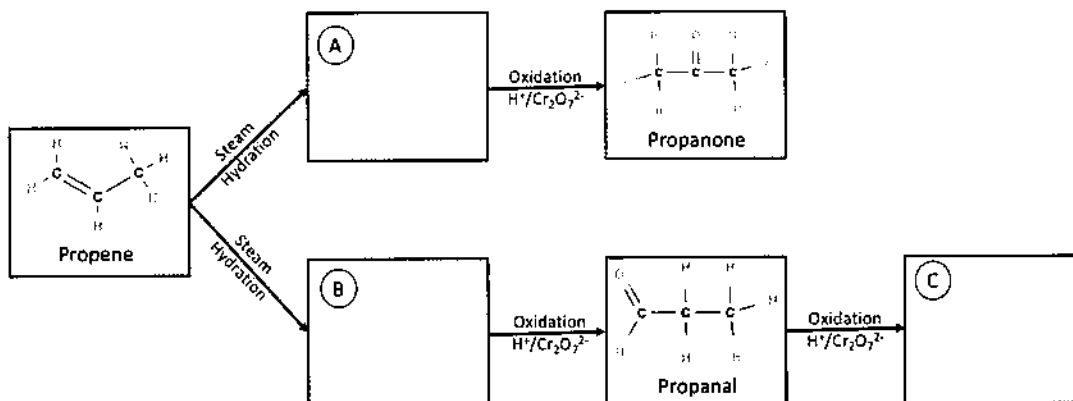 A
Oxidation
H⁺/Cr₂O₇²⁻
H O H
C C C
H H
Propanone
Steam
Hydration
H H H
H C C
C H
H
Propene
Steam
Hydration
B
Oxidation
H⁺/Cr₂O₇²⁻
O H H
C C C H
H H H
Propanal
Oxidation
H⁺/Cr₂O₇²⁻
C